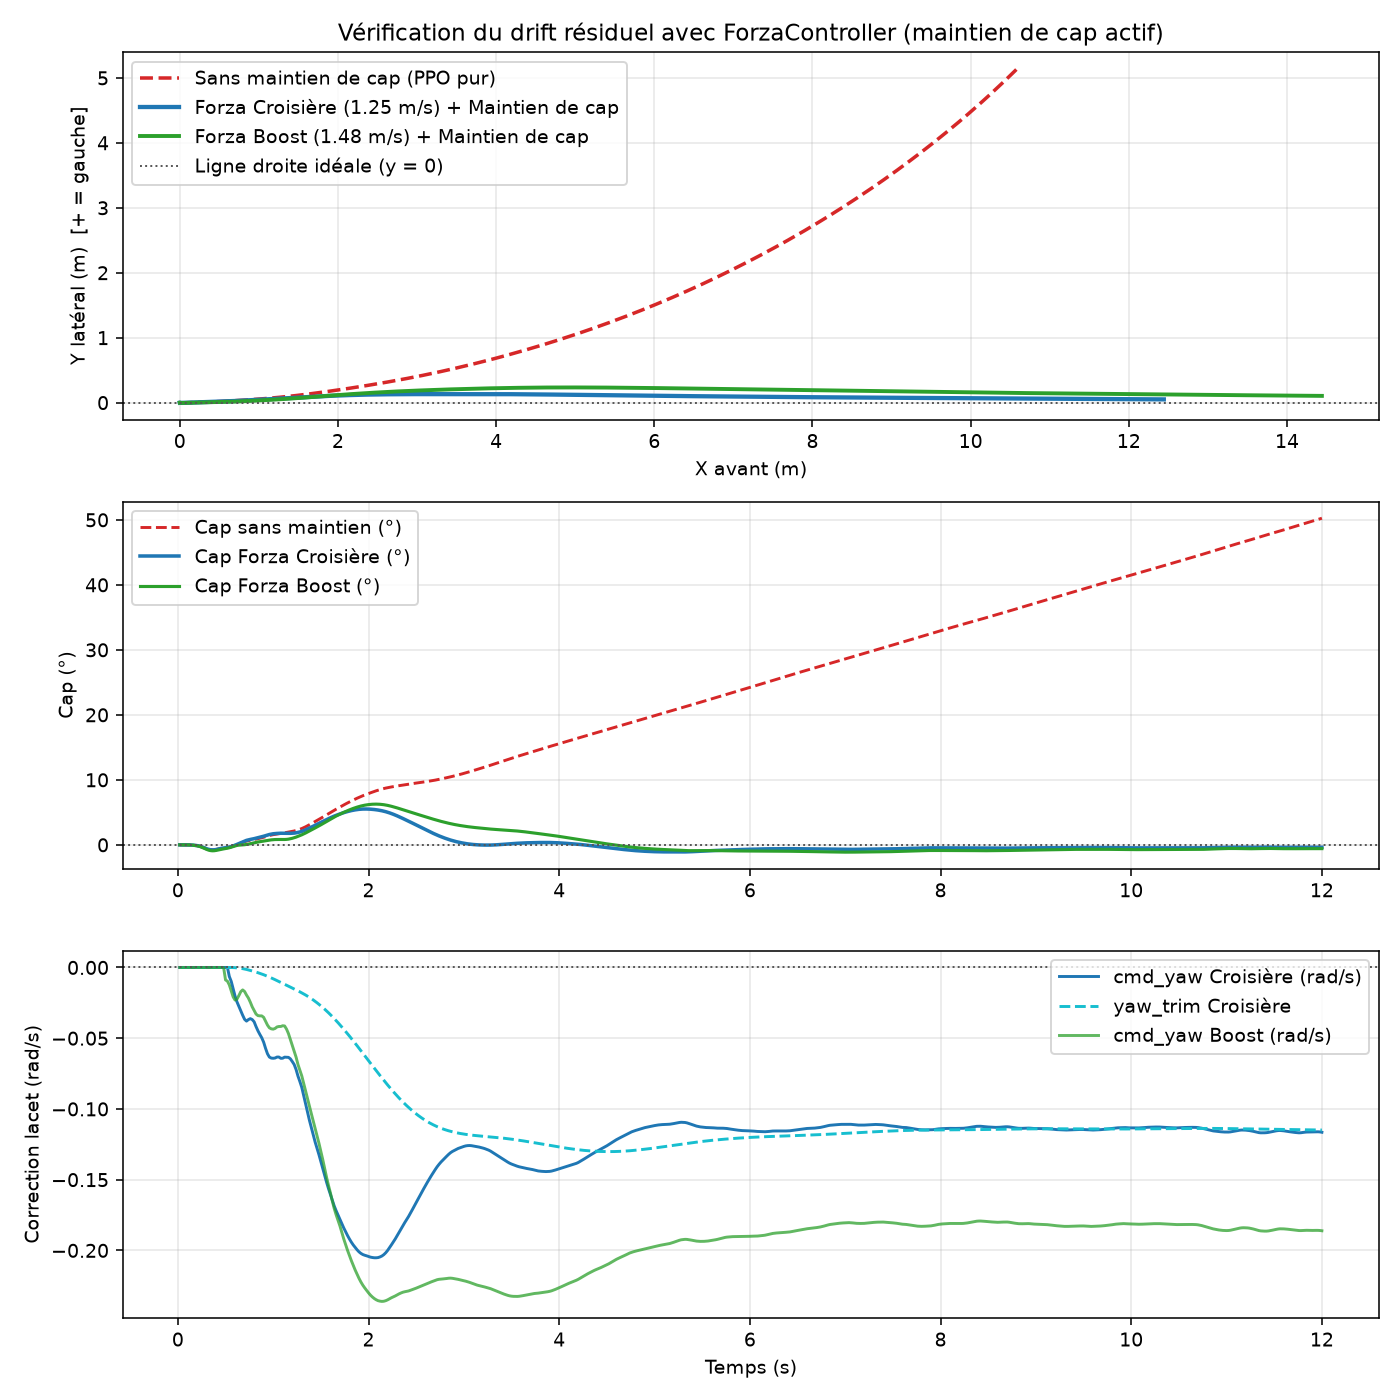 Vérification du drift résiduel avec ForzaController (maintien de cap actif)
Sans maintien de cap (PPO pur)
Forza Croisière (1.25 m/s) + Maintien de cap
Forza Boost (1.48 m/s) + Maintien de cap
Ligne droite idéale (y = 0)
Y latéral (m)  [+ = gauche]
5
4
3
2
1
0
0 2 4 6 8 10 12 14
X avant (m)
Cap sans maintien (°)
Cap Forza Croisière (°)
Cap Forza Boost (°)
Cap (°)
50
40
30
20
10
0
0 2 4 6 8 10 12
cmd_yaw Croisière (rad/s)
yaw_trim Croisière
cmd_yaw Boost (rad/s)
Correction lacet (rad/s)
0.00
−0.05
−0.10
−0.15
−0.20
0 2 4 6 8 10 12
Temps (s)